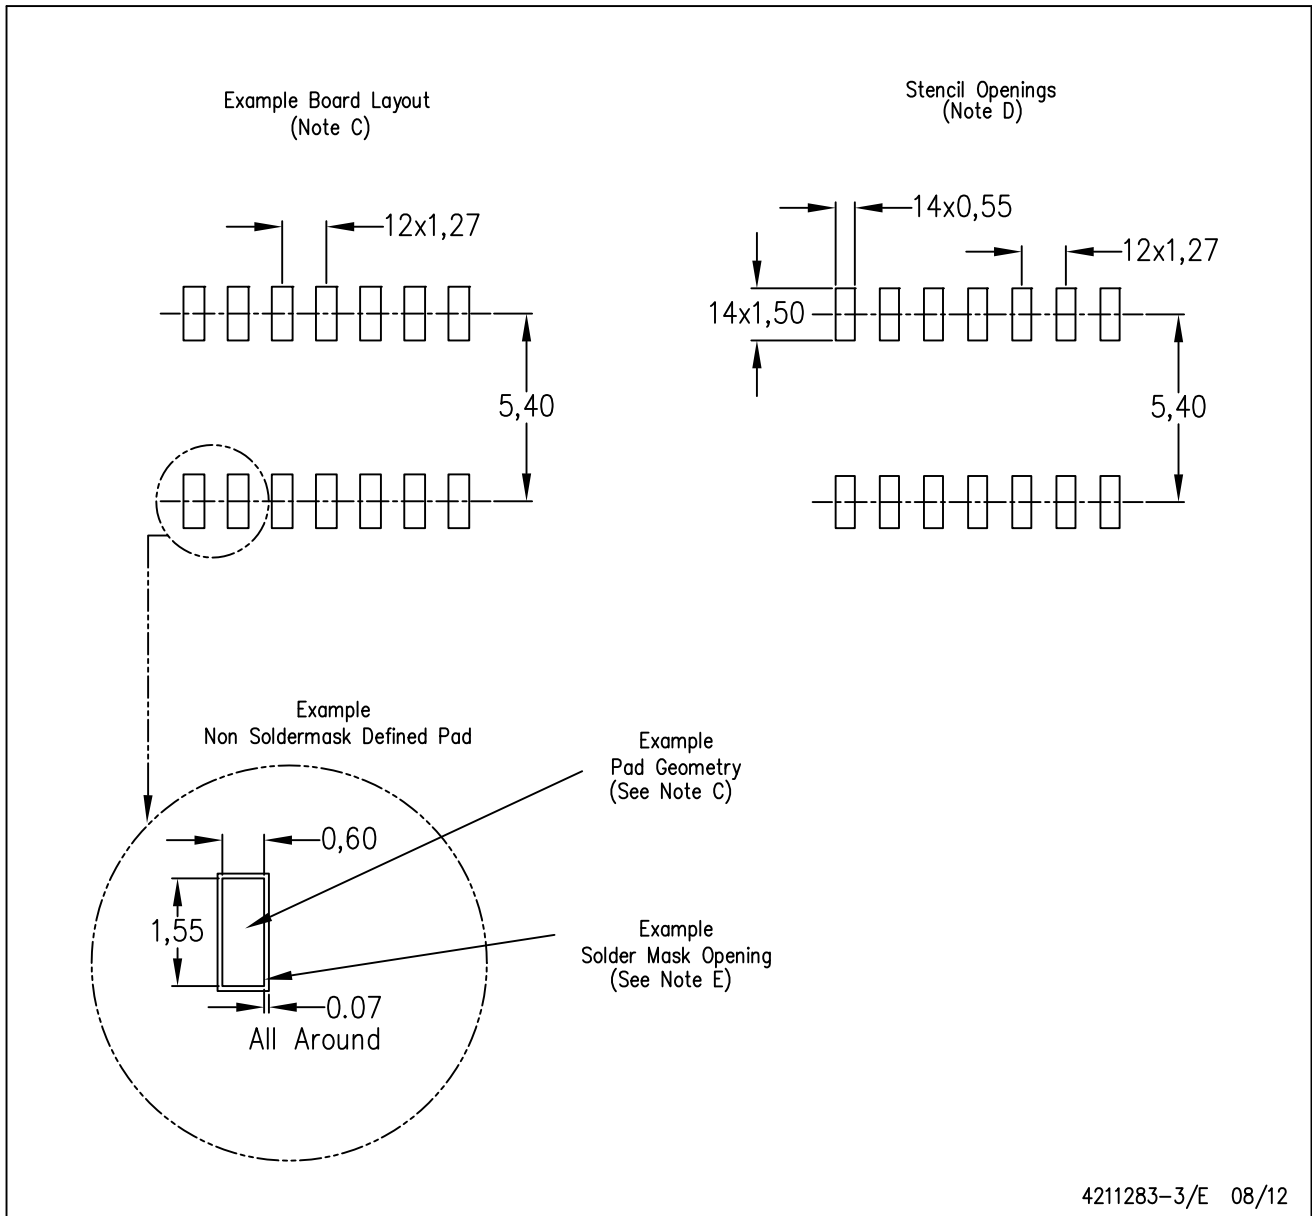 Example Board Layout
(Note C)
Stencil Openings
(Note D)
12x1,27
5,40
14x0,55
12x1,27
14x1,50
5,40
Example
Non Soldermask Defined Pad
Example
Pad Geometry
(See Note C)
0,60
1,55
Example
Solder Mask Opening
(See Note E)
0.07
All Around
4211283-3/E 08/12